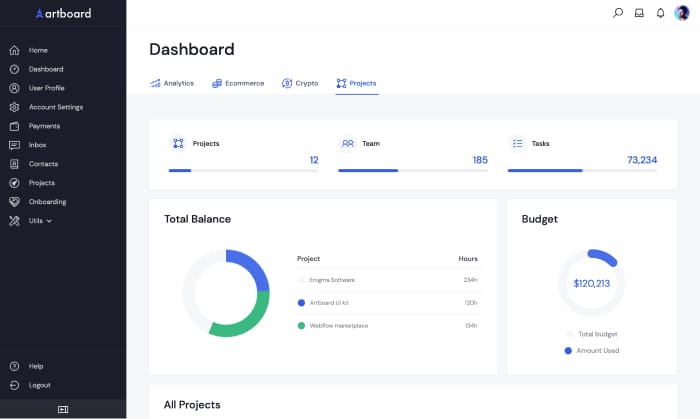 artboard
Home
Dashboard
User Profile
Account Settings
Payments
Inbox
Contacts
Projects
Onboarding
Utils
Help
Logout
Dashboard
Analytics
Ecommerce
Crypto
Projects
Projects
12
Team
185
Tasks
73,234
Total Balance
Project Hours
Enigma Software 234h
Artboard UI kit 120h
Webflow marketplace 134h
Budget
$120,213
Total budget
Amount Used
All Projects